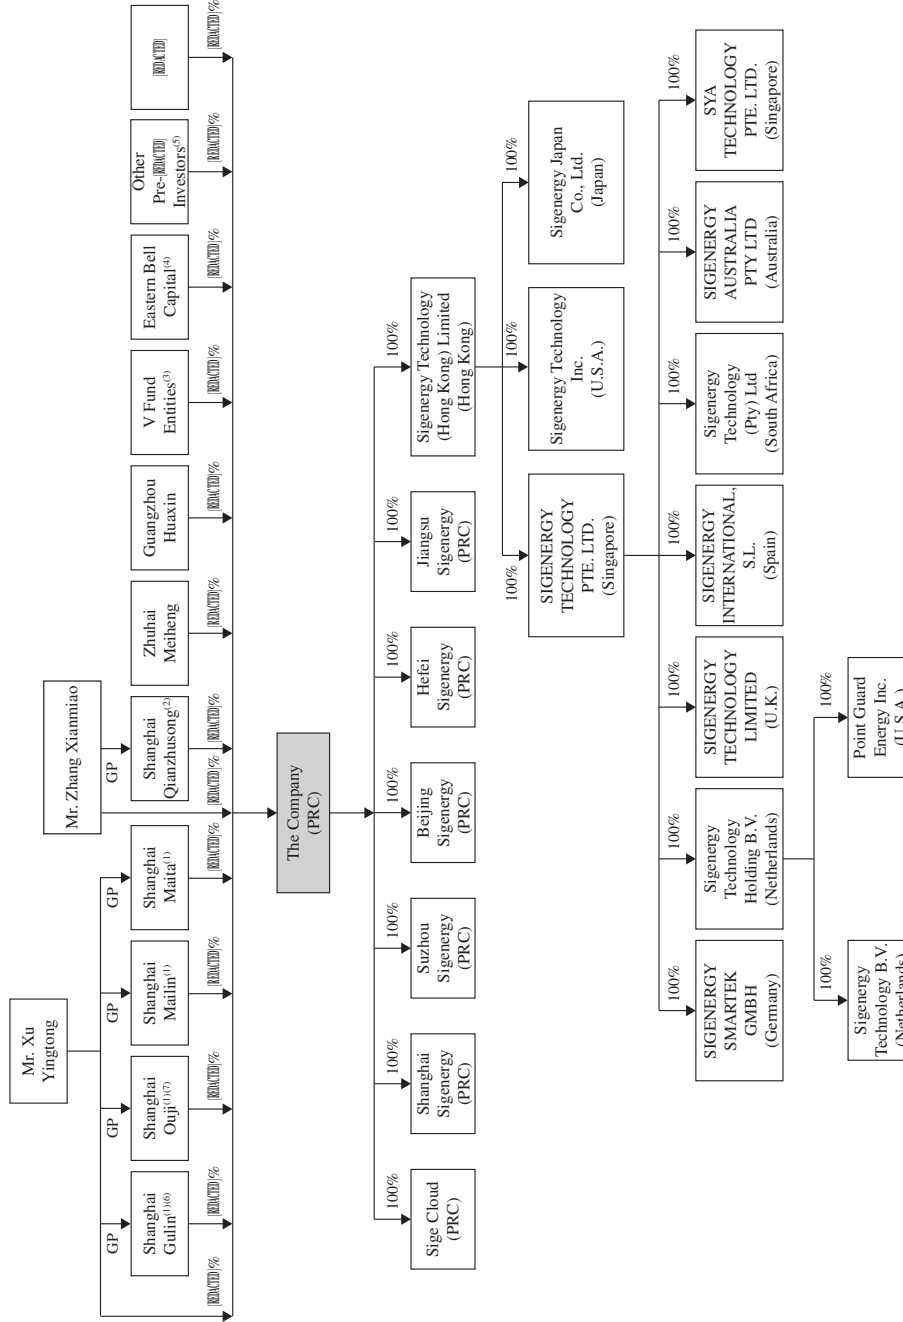 Mr. Xu
Yingtong
Mr. Zhang Xianmiao
GP
GP
GP
GP
GP
Shanghai
Gulin(1)(6)
Shanghai
Ouji(1)(7)
Shanghai
Mailin(1)
Shanghai
Maita(1)
Shanghai
Qianzhusong(2)
Zhuhai
Meiheng
Guangzhou
Huaxin
V Fund
Entities(3)
Eastern Bell
Capital(4)
Other
Pre-[REDACTED]
Investors(5)
[REDACTED]
[REDACTED]%
[REDACTED]%
[REDACTED]%
[REDACTED]%
[REDACTED]%
[REDACTED]%
[REDACTED]%
[REDACTED]%
[REDACTED]%
[REDACTED]%
[REDACTED]%
[REDACTED]%
[REDACTED]%
The Company
(PRC)
100%
100%
100%
100%
100%
100%
100%
Sige Cloud
(PRC)
Shanghai
Sigenergy
(PRC)
Suzhou
Sigenergy
(PRC)
Beijing
Sigenergy
(PRC)
Hefei
Sigenergy
(PRC)
Jiangsu
Sigenergy
(PRC)
Sigenergy Technology
(Hong Kong) Limited
(Hong Kong)
100%
100%
100%
SIGENERGY
TECHNOLOGY
PTE. LTD.
(Singapore)
Sigenergy Technology
Inc.
(U.S.A.)
Sigenergy Japan
Co., Ltd.
(Japan)
100%
100%
100%
100%
100%
100%
100%
SIGENERGY
SMARTEK
GMBH
(Germany)
Sigenergy
Technology
Holding B.V.
(Netherlands)
SIGENERGY
TECHNOLOGY
LIMITED
(U.K.)
SIGENERGY
INTERNATIONAL,
S.L.
(Spain)
Sigenergy
Technology
(Pty) Ltd
(South Africa)
SIGENERGY
AUSTRALIA
PTY LTD
(Australia)
SYA
TECHNOLOGY
PTE. LTD.
(Singapore)
100%
100%
Sigenergy
Technology B.V.
(Netherlands)
Point Guard
Energy Inc.
(U.S.A.)